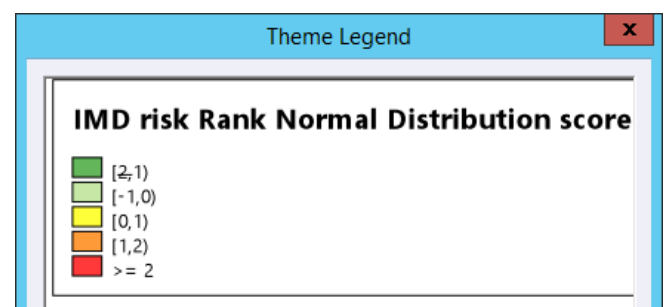 Theme Legend
x
IMD risk Rank Normal Distribution score
[2,1)
[-1,0)
[0,1)
[1,2)
>= 2